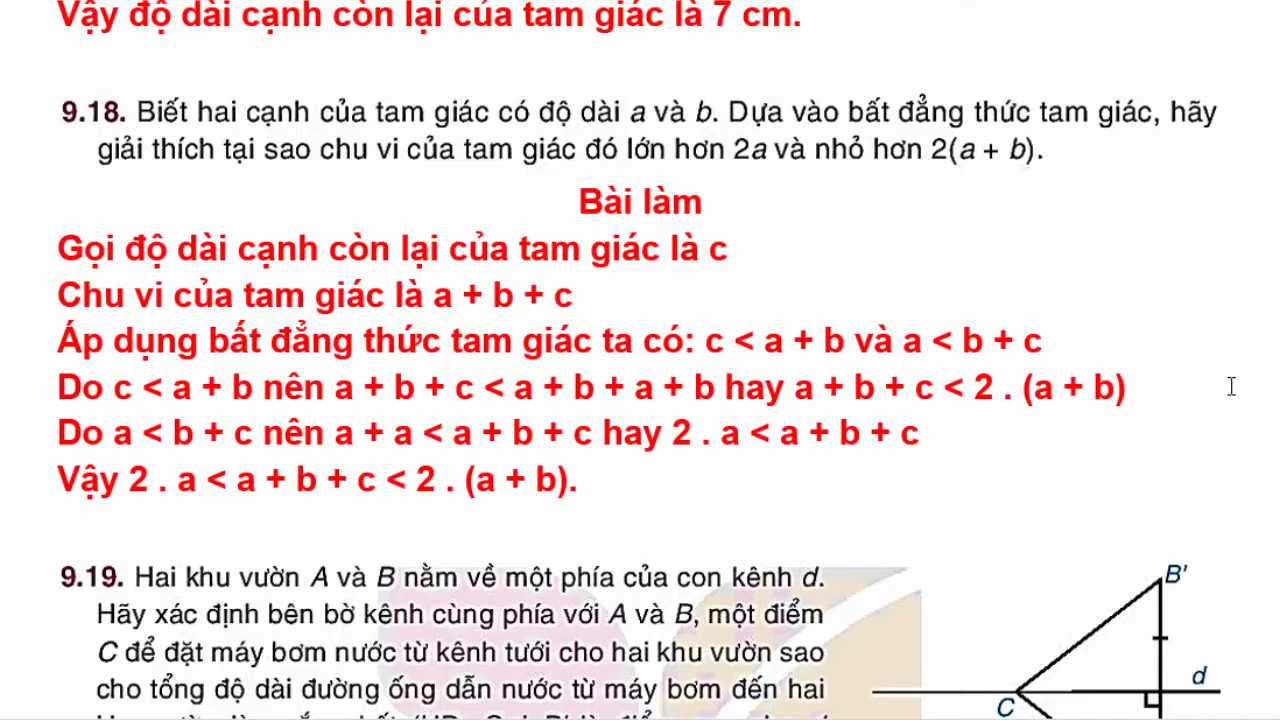 Vậy độ dài cạnh còn lại của tam giác là 7 cm.
9.18. Biết hai cạnh của tam giác có độ dài a và b. Dựa vào bất đẳng thức tam giác, hãy
giải thích tại sao chu vi của tam giác đó lớn hơn 2a và nhỏ hơn 2(a + b).
Bài làm
Gọi độ dài cạnh còn lại của tam giác là c
Chu vi của tam giác là a + b + c
Áp dụng bất đẳng thức tam giác ta có: c < a + b và a < b + c
Do c < a + b nên a + b + c < a + b + a + b hay a + b + c < 2 . (a + b)
Do a < b + c nên a + a < a + b + c hay 2 . a < a + b + c
Vậy 2 . a < a + b + c < 2 . (a + b).
9.19. Hai khu vườn A và B nằm về một phía của con kênh d.
Hãy xác định bên bờ kênh cùng phía với A và B, một điểm
C để đặt máy bơm nước từ kênh tưới cho hai khu vườn sao
cho tổng độ dài đường ống dẫn nước từ máy bơm đến hai
B'
d
C